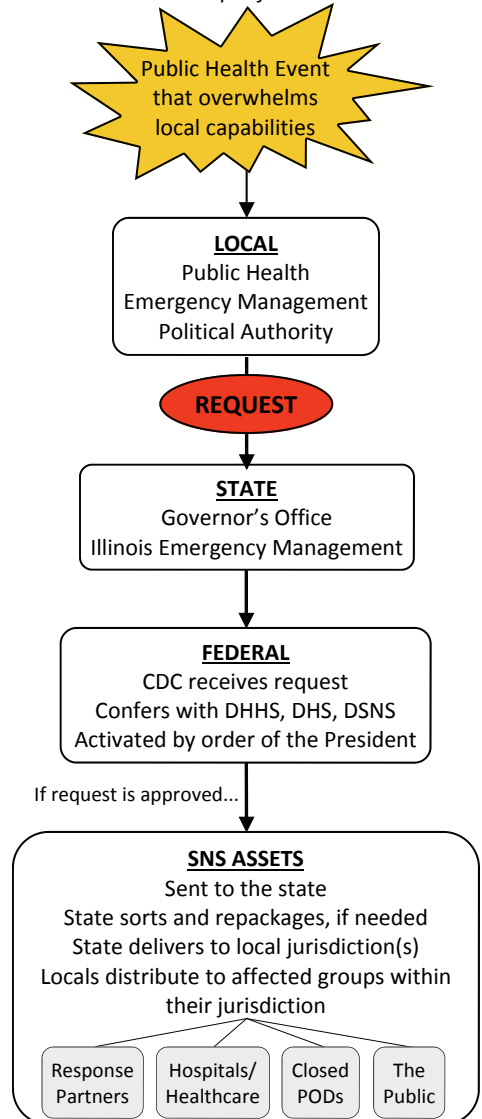 Public Health Event
that overwhelms
local capabilities
LOCAL
Public Health
Emergency Management
Political Authority
REQUEST
STATE
Governor’s Office
Illinois Emergency Management
FEDERAL
CDC receives request
Confers with DHHS, DHS, DSNS
Activated by order of the President
If request is approved...
SNS ASSETS
Sent to the state
State sorts and repackages, if needed
State delivers to local jurisdiction(s)
Locals distribute to affected groups within
their jurisdiction
Response
Partners
Hospitals/
Healthcare
Closed
PODs
The
Public